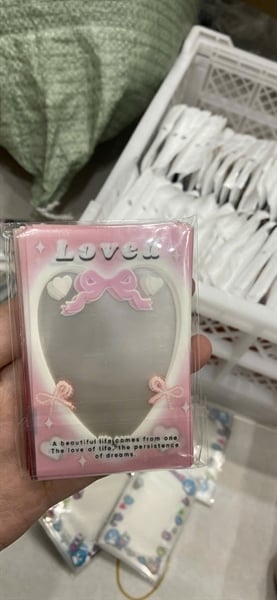 Loved
A beautiful life comes from one
The love of life, the persistence
of dreams.